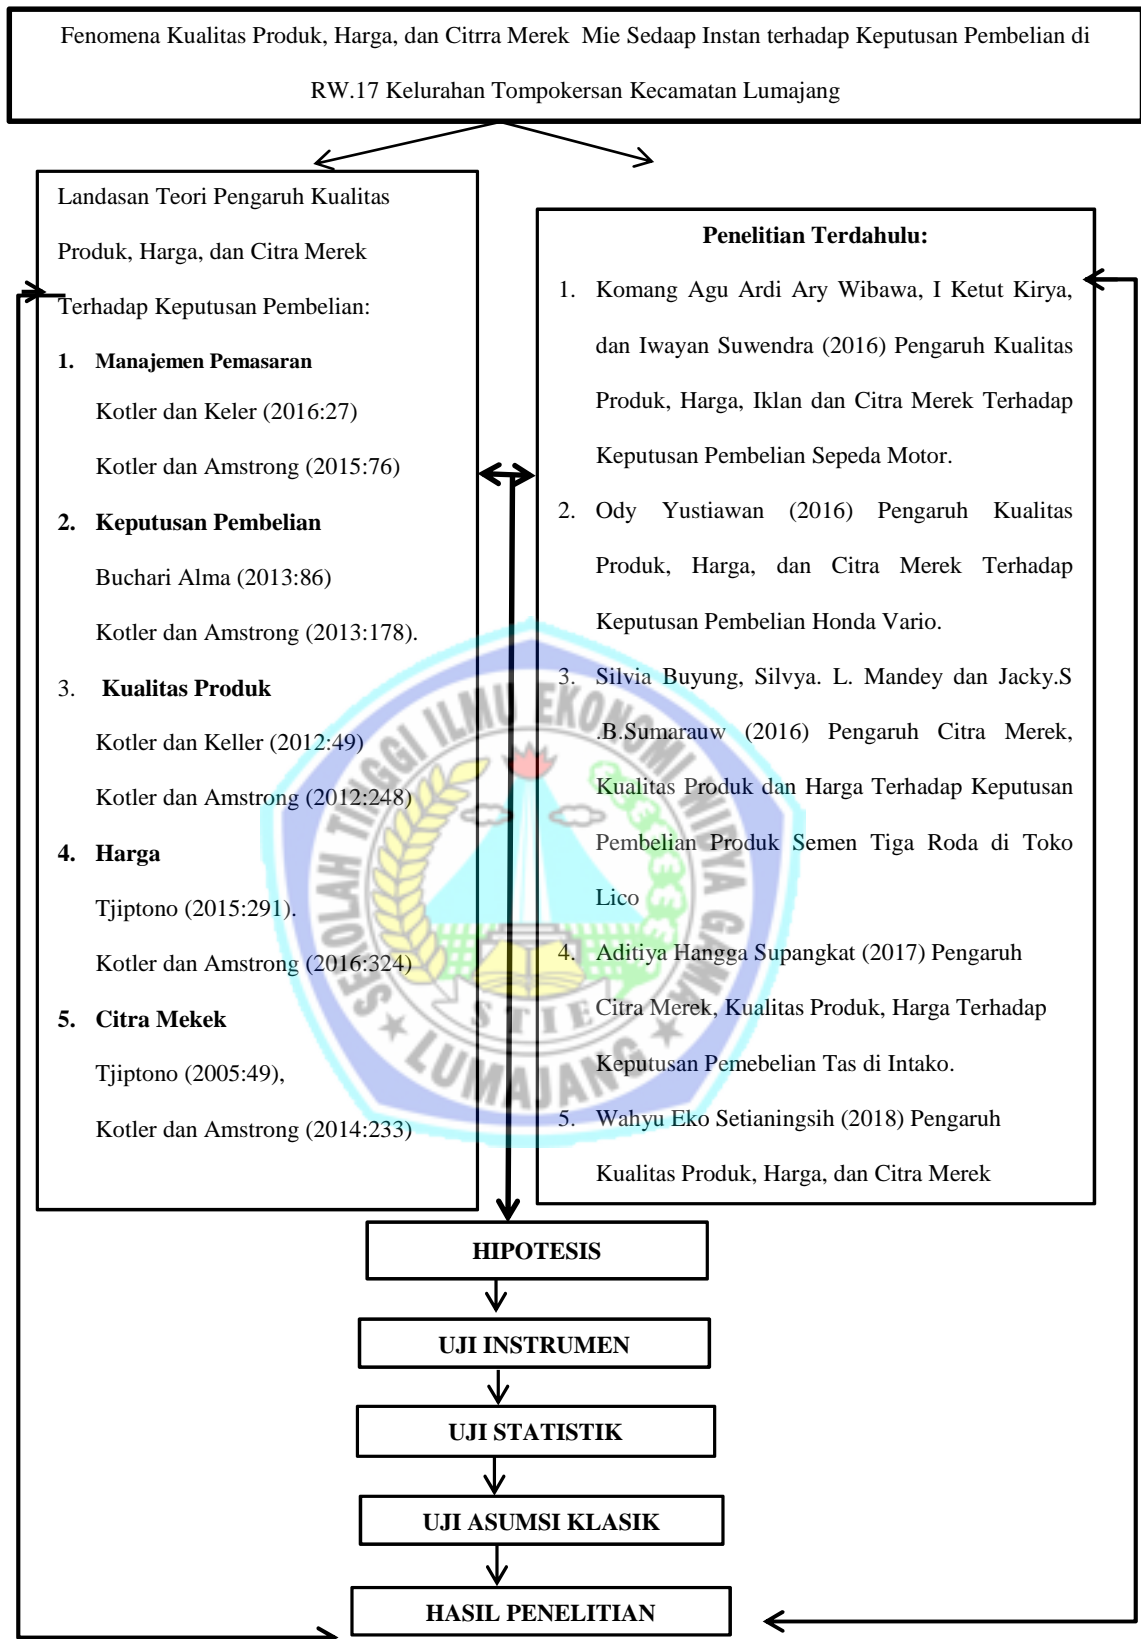 Fenomena Kualitas Produk, Harga, dan Citrra Merek Mie Sedaap Instan terhadap Keputusan Pembelian di
RW.17 Kelurahan Tompokersan Kecamatan Lumajang
Landasan Teori Pengaruh Kualitas
Produk, Harga, dan Citra Merek
Terhadap Keputusan Pembelian:
1. Manajemen Pemasaran
Kotler dan Keler (2016:27)
Kotler dan Amstrong (2015:76)
2. Keputusan Pembelian
Buchari Alma (2013:86)
Kotler dan Amstrong (2013:178).
3. Kualitas Produk
Kotler dan Keller (2012:49)
Kotler dan Amstrong (2012:248)
4. Harga
Tjiptono (2015:291).
Kotler dan Amstrong (2016:324)
5. Citra Mekek
Tjiptono (2005:49),
Kotler dan Amstrong (2014:233)
Penelitian Terdahulu:
1. Komang Agu Ardi Ary Wibawa, I Ketut Kirya,
dan Iwayan Suwendra (2016) Pengaruh Kualitas
Produk, Harga, Iklan dan Citra Merek Terhadap
Keputusan Pembelian Sepeda Motor.
2. Ody Yustiawan (2016) Pengaruh Kualitas
Produk, Harga, dan Citra Merek Terhadap
Keputusan Pembelian Honda Vario.
3. Silvia Buyung, Silvya. L. Mandey dan Jacky.S
.B.Sumarauw (2016) Pengaruh Citra Merek,
Kualitas Produk dan Harga Terhadap Keputusan
Pembelian Produk Semen Tiga Roda di Toko
Lico
4. Aditiya Hangga Supangkat (2017) Pengaruh
Citra Merek, Kualitas Produk, Harga Terhadap
Keputusan Pemebelian Tas di Intako.
5. Wahyu Eko Setianingsih (2018) Pengaruh
Kualitas Produk, Harga, dan Citra Merek
SEKOLAH TINGGI ILMU EKONOMI WIDYA GAMA
STIE
LUMAJANG
HIPOTESIS
UJI INSTRUMEN
UJI STATISTIK
UJI ASUMSI KLASIK
HASIL PENELITIAN